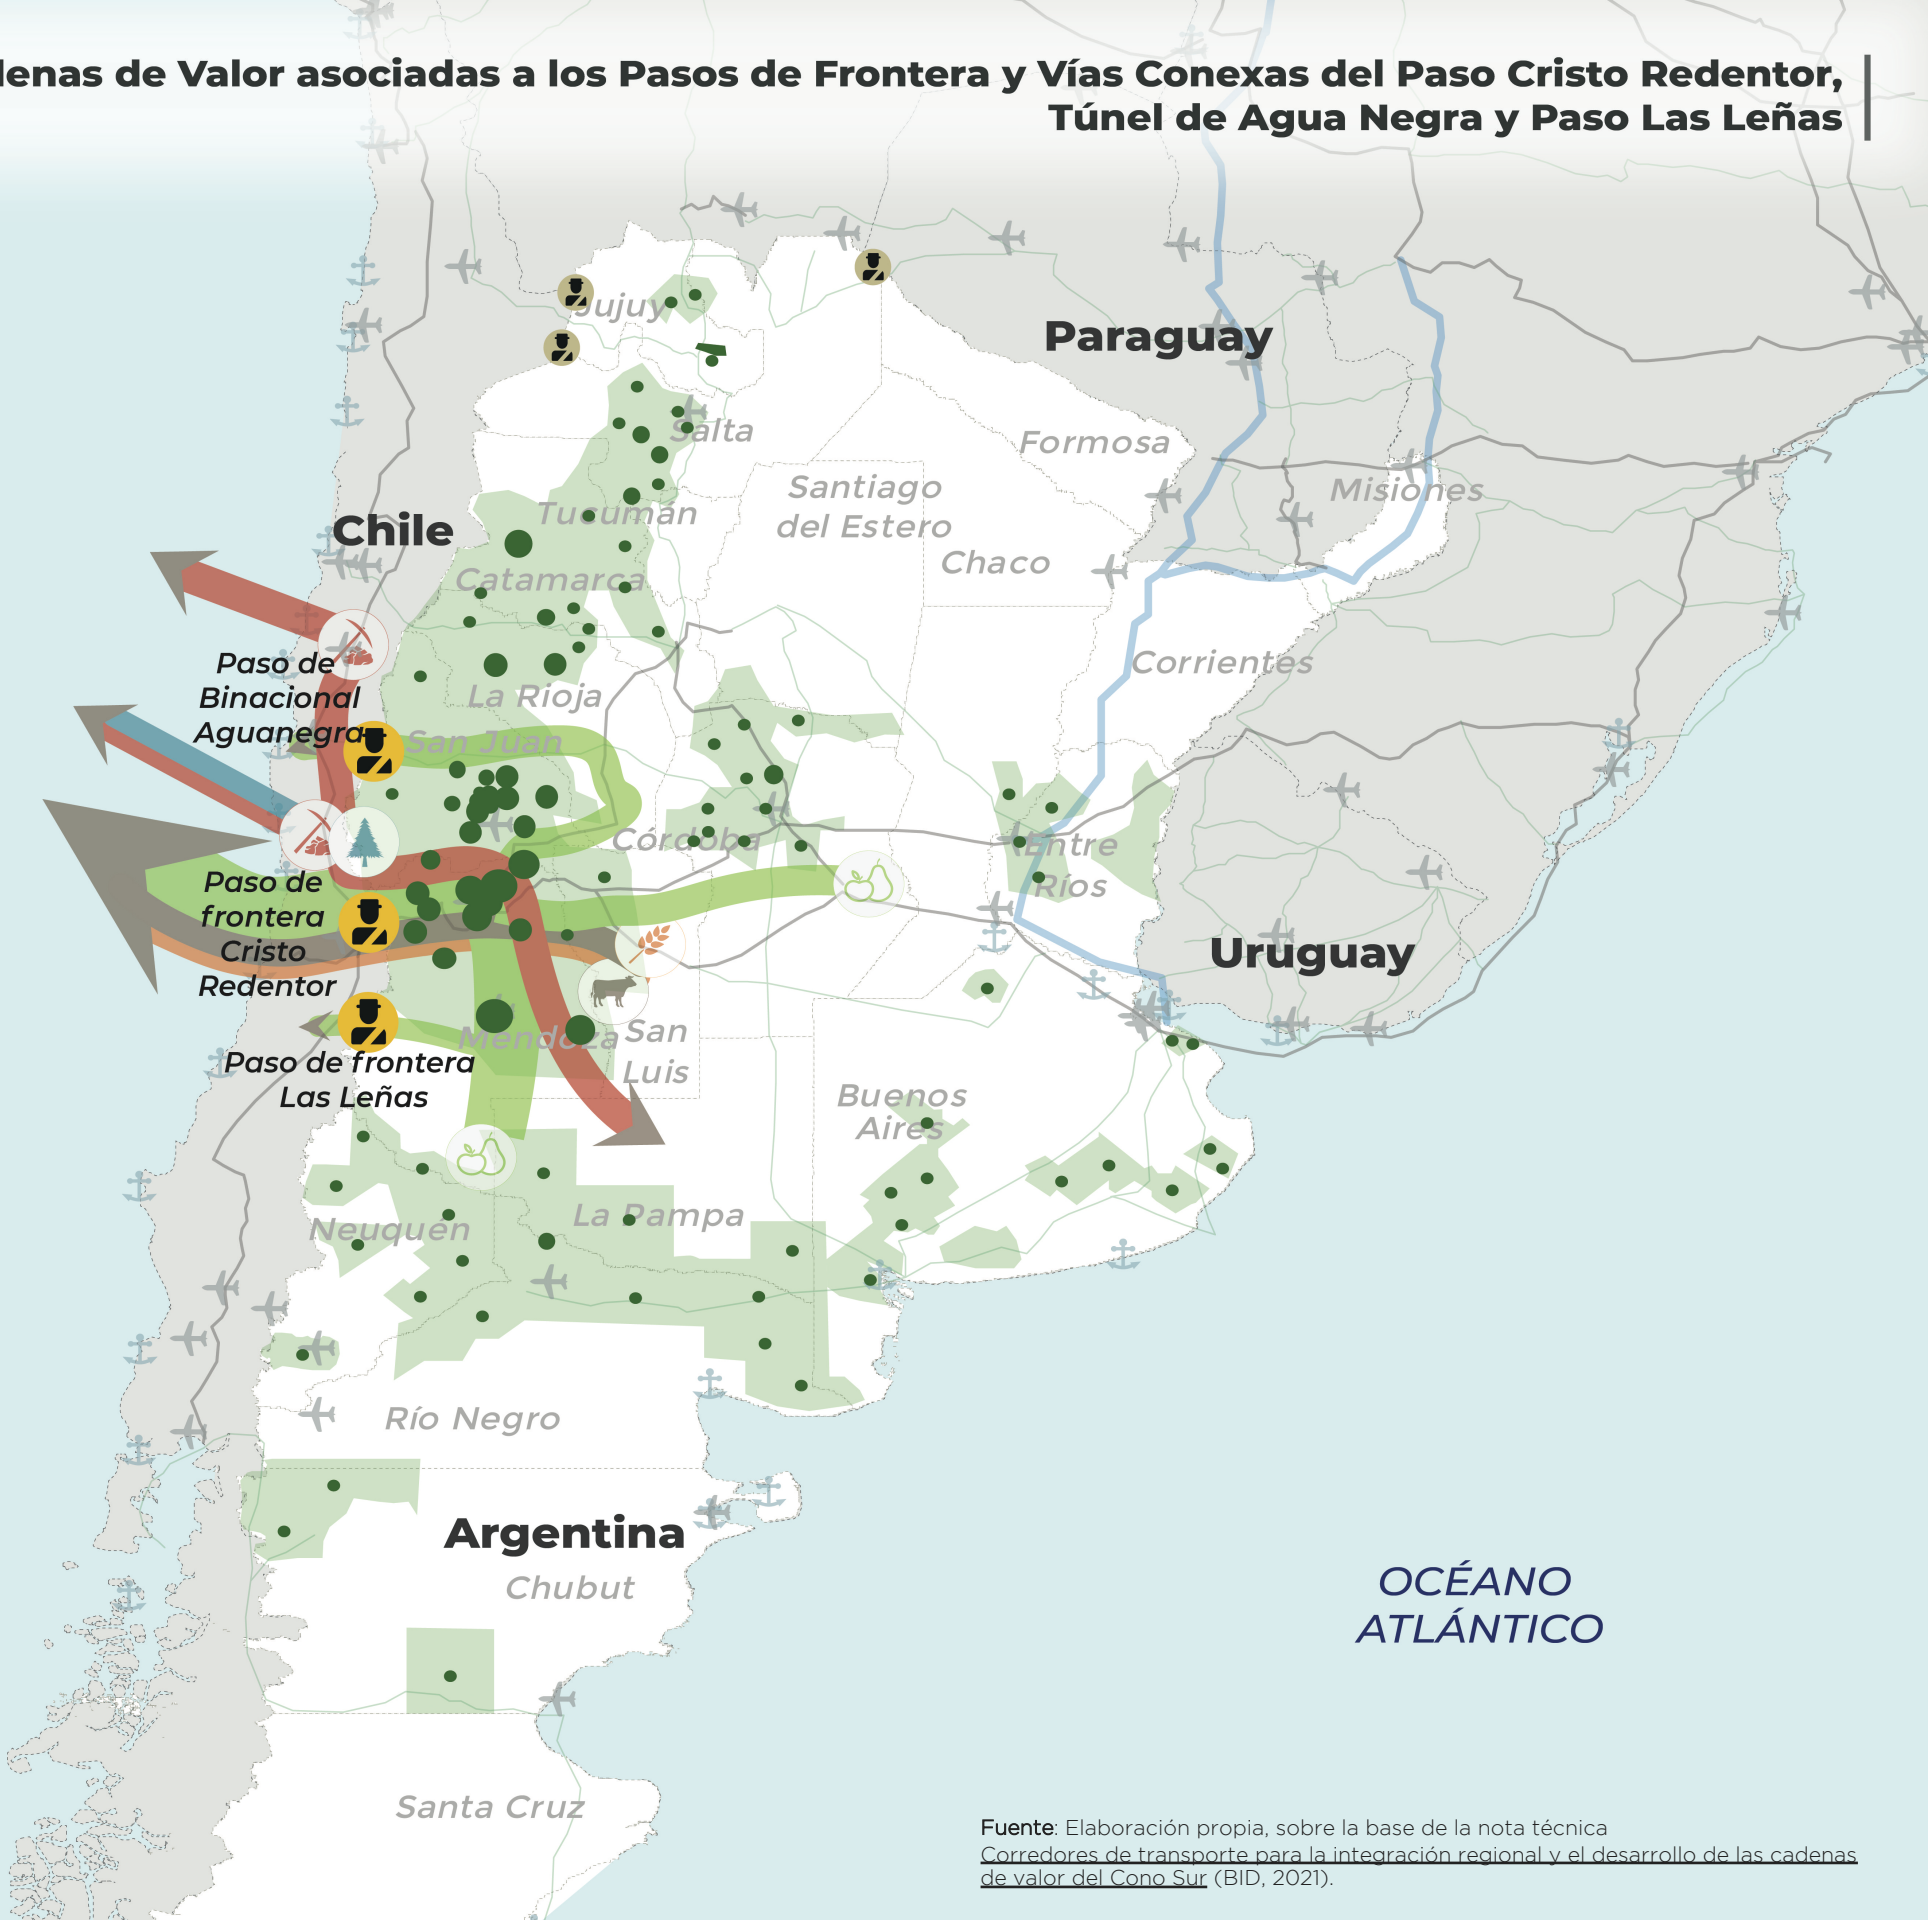 denas de Valor asociadas a los Pasos de Frontera y Vías Conexas del Paso Cristo Redentor,
Túnel de Agua Negra y Paso Las Leñas
Jujuy
Paraguay
Salta
Formosa
Santiago
del Estero
Misiones
Tucumán
Chile
Chaco
Catamarca
Paso de
Binacional
Aguanegra
Corrientes
La Rioja
San Juan
Córdoba
Entre
Ríos
Paso de
frontera
Cristo
Redentor
Uruguay
Mendoza
San
Luis
Paso de frontera
Las Leñas
Buenos
Aires
La Pampa
Neuquén
Río Negro
Argentina
Chubut
OCÉANO
ATLÁNTICO
Santa Cruz
Fuente: Elaboración propia, sobre la base de la nota técnica
Corredores de transporte para la integración regional y el desarrollo de las cadenas
de valor del Cono Sur (BID, 2021).